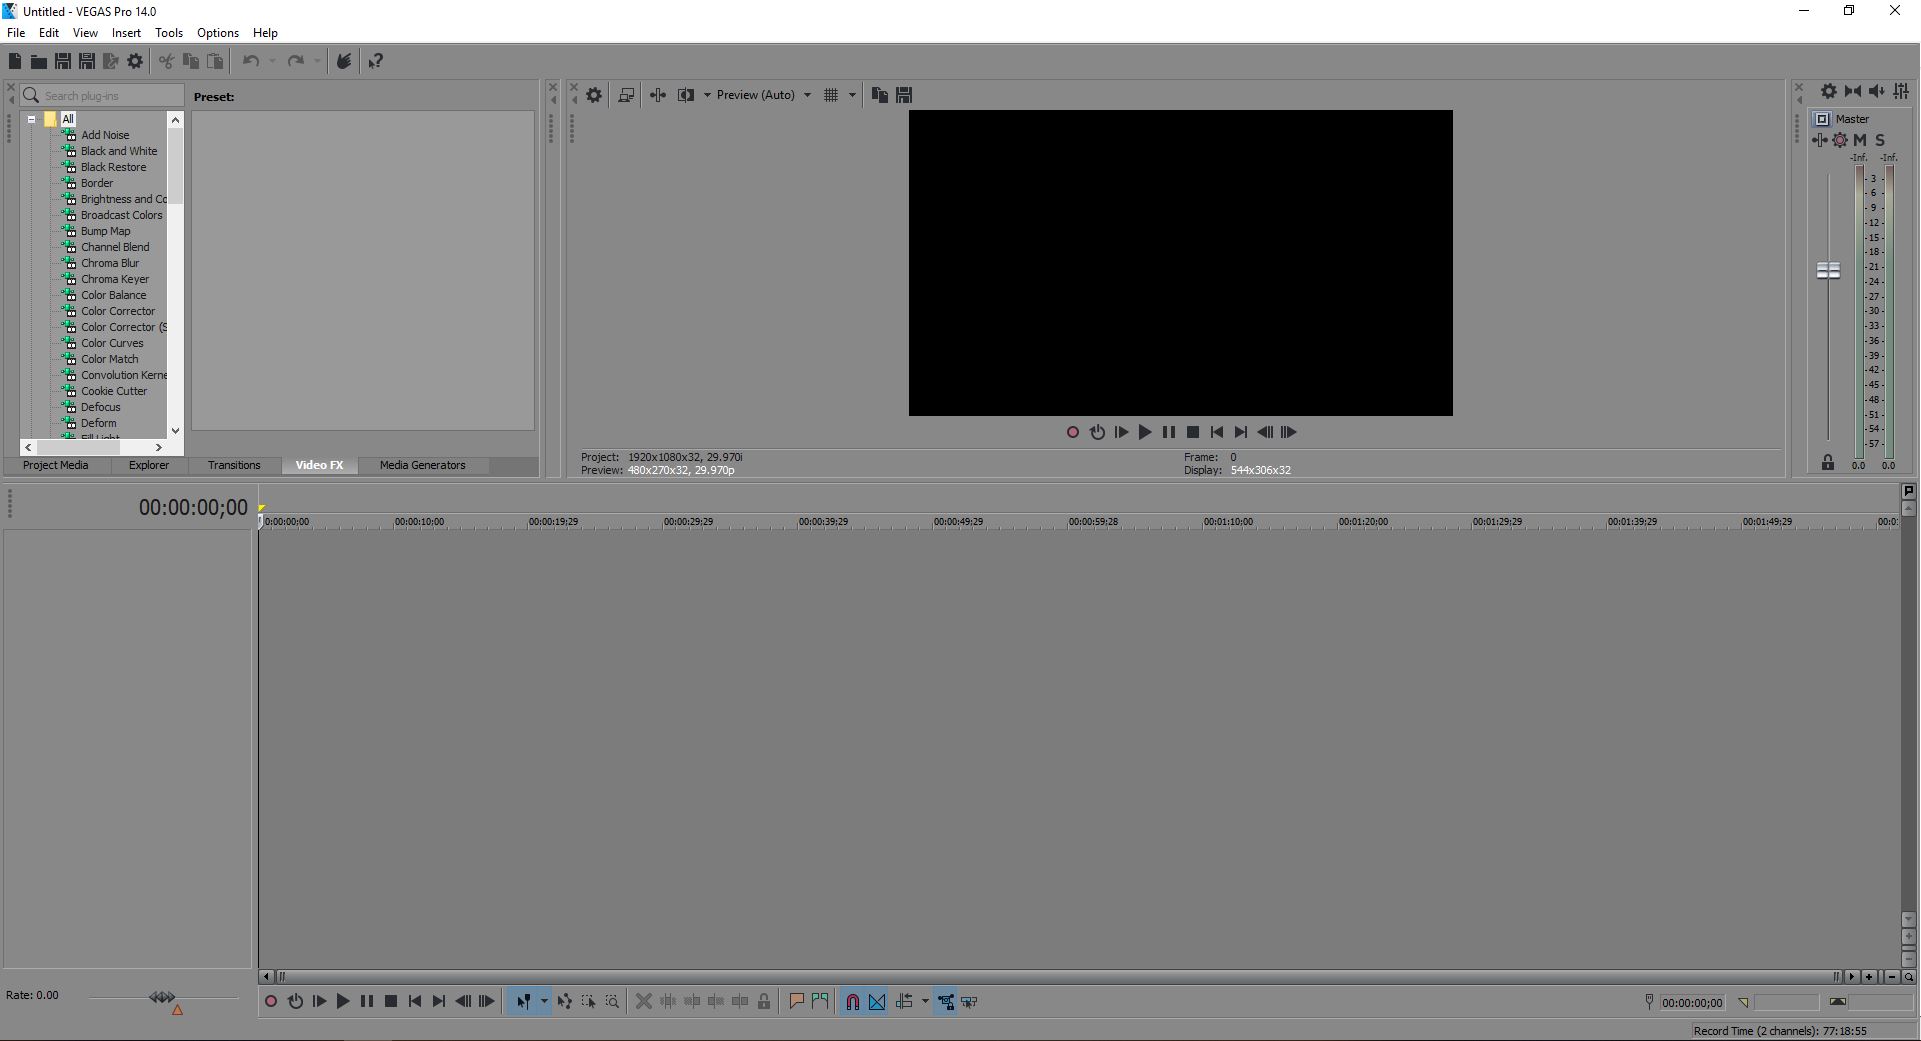 Untitled - VEGAS Pro 14.0
File Edit View Insert Tools Options Help
Search plug-ins
Preset:
All
Add Noise
Black and White
Black Restore
Border
Brightness and Co
Broadcast Colors
Bump Map
Channel Blend
Chroma Blur
Chroma Keyer
Color Balance
Color Corrector
Color Corrector (S
Color Curves
Color Match
Convolution Kerne
Cookie Cutter
Defocus
Deform
Fill Light
Project Media Explorer Transitions Video FX Media Generators
Preview (Auto)
Project: 1920x1080x32, 29.970i
Preview: 480x270x32, 29.970p
Frame: 0
Display: 544x306x32
Master
M S
-Inf. -Inf.
- 3 -
- 6 -
- 9 -
-12 -
-15 -
-18 -
-21 -
-24 -
-27 -
-30 -
-33 -
-36 -
-39 -
-42 -
-45 -
-48 -
-51 -
-54 -
-57 -
0.0 0.0
00:00:00;00
0:00:00;00 00:00:10;00 00:00:19;29 00:00:29;29 00:00:39;29 00:00:49;29 00:00:59;28 00:01:10;00 00:01:20;00 00:01:29;29 00:01:39;29 00:01:49;29 00:0
Rate: 0.00
00:00:00;00
Record Time (2 channels): 77:18:55